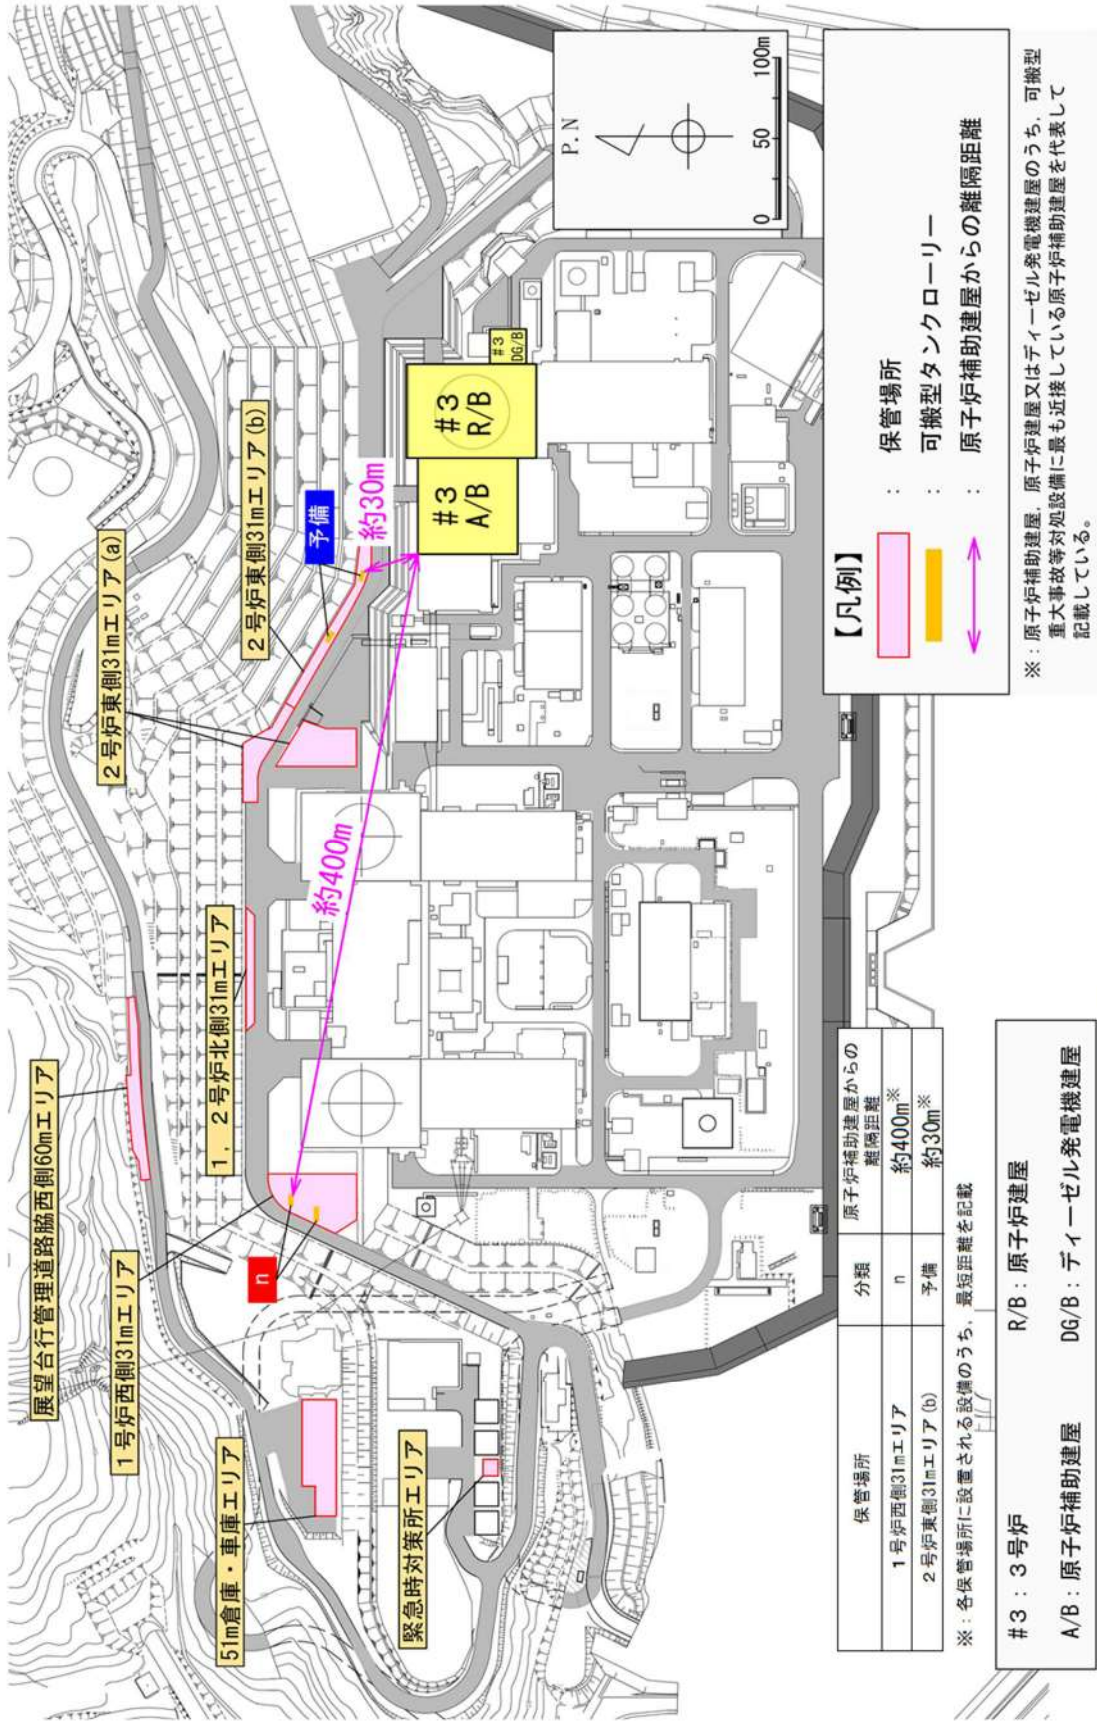 展望台行管理道路脇西側60mエリア
1号炉西側31mエリア
51m倉庫・車庫エリア
緊急時対策所エリア
1，2号炉北側31mエリア
2号炉東側31mエリア(a)
2号炉東側31mエリア(b)
n
予備
約400m
約30m
#3
A/B
#3
R/B
#3
DG/B
P.N
0 50 100m
【凡例】
： 保管場所
： 可搬型タンクローリー
： 原子炉補助建屋からの離隔距離
※：原子炉補助建屋，原子炉建屋又はディーゼル発電機建屋のうち，可搬型
重大事故等対処設備に最も近接している原子炉補助建屋を代表して
記載している。
保管場所 分類 原子炉補助建屋からの
離隔距離
1号炉西側31mエリア n 約400m※
2号炉東側31mエリア(b) 予備 約30m※
※：各保管場所に設置される設備のうち，最短距離を記載
#3：3号炉 R/B：原子炉建屋
A/B：原子炉補助建屋 DG/B：ディーゼル発電機建屋